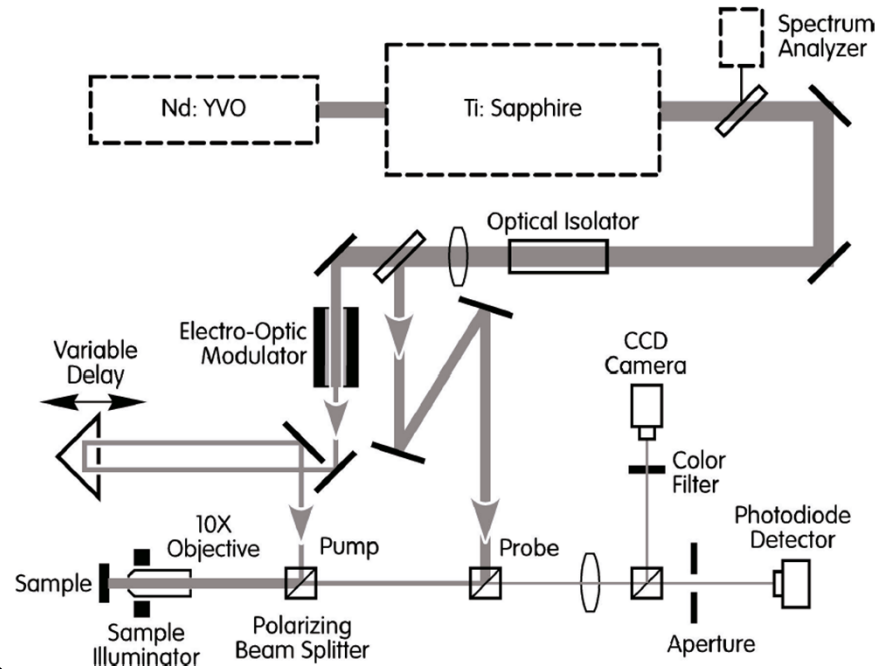 Spectrum
Analyzer
Nd: YVO
Ti: Sapphire
Optical Isolator
Electro-Optic
Modulator
Variable
Delay
CCD
Camera
Color
Filter
10X
Objective
Pump
Probe
Photodiode
Detector
Sample
Sample
Illuminator
Polarizing
Beam Splitter
Aperture